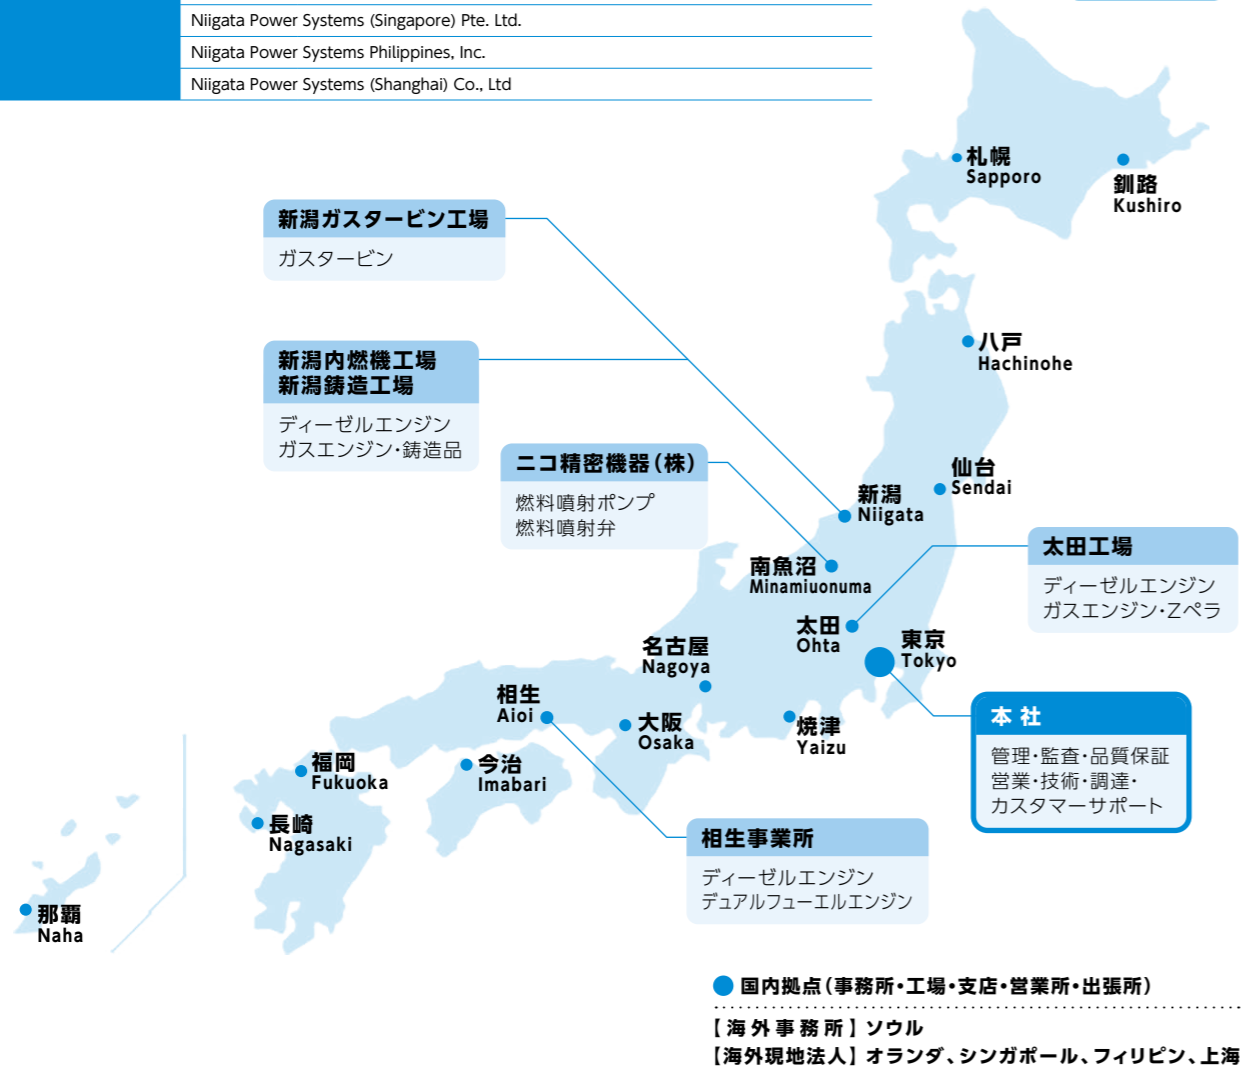 Niigata Power Systems (Singapore) Pte. Ltd.
Niigata Power Systems Philippines, Inc.
Niigata Power Systems (Shanghai) Co., Ltd
札幌
Sapporo
釧路
Kushiro
新潟ガスタービン工場
ガスタービン
八戸
Hachinohe
新潟内燃機工場
新潟鋳造工場
ディーゼルエンジン
ガスエンジン・鋳造品
ニコ精密機器(株)
燃料噴射ポンプ
燃料噴射弁
仙台
Sendai
新潟
Niigata
太田工場
ディーゼルエンジン
ガスエンジン・Zペラ
南魚沼
Minamiuonuma
太田
Ohta
東京
Tokyo
名古屋
Nagoya
相生
Aioi
大阪
Osaka
焼津
Yaizu
本社
管理・監査・品質保証
営業・技術・調達・
カスタマーサポート
福岡
Fukuoka
今治
Imabari
長崎
Nagasaki
相生事業所
ディーゼルエンジン
デュアルフューエルエンジン
那覇
Naha
国内拠点(事務所・工場・支店・営業所・出張所)
【海外事務所】ソウル
【海外現地法人】オランダ、シンガポール、フィリピン、上海